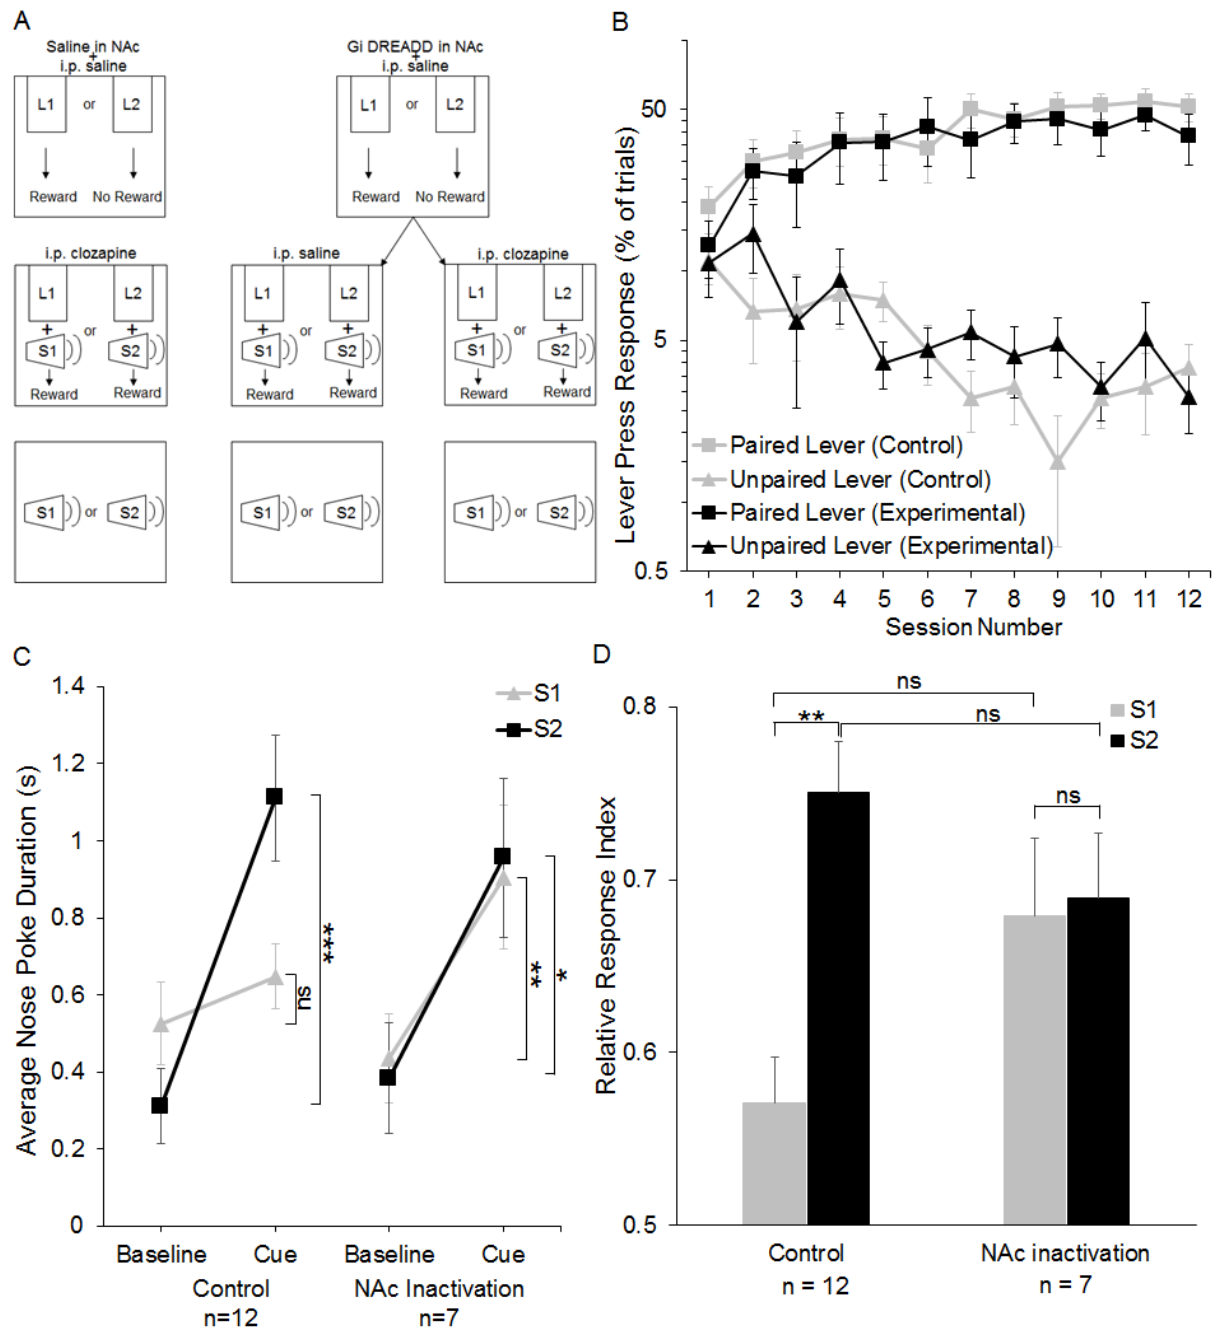 A
Saline in NAc
+
i.p. saline
L1 or L2
Reward No Reward
Gi DREADD in NAc
+
i.p. saline
L1 or L2
Reward No Reward
i.p. clozapine
L1 L2
+ or +
S1 S2
Reward Reward
i.p. saline
L1 L2
+ or +
S1 S2
Reward Reward
i.p. clozapine
L1 L2
+ or +
S1 S2
Reward Reward
S1 or S2
S1 or S2
S1 or S2
B
Lever Press Response (% of trials)
50
5
0.5
Paired Lever (Control)
Unpaired Lever (Control)
Paired Lever (Experimental)
Unpaired Lever (Experimental)
1 2 3 4 5 6 7 8 9 10 11 12
Session Number
C
Average Nose Poke Duration (s)
1.4
1.2
1
0.8
0.6
0.4
0.2
0
S1
S2
ns
***
**
*
Baseline Cue Baseline Cue
Control NAc Inactivation
n=12 n=7
D
Relative Response Index
0.8
0.7
0.6
0.5
ns
**
ns
ns
S1
S2
Control NAc inactivation
n = 12 n = 7